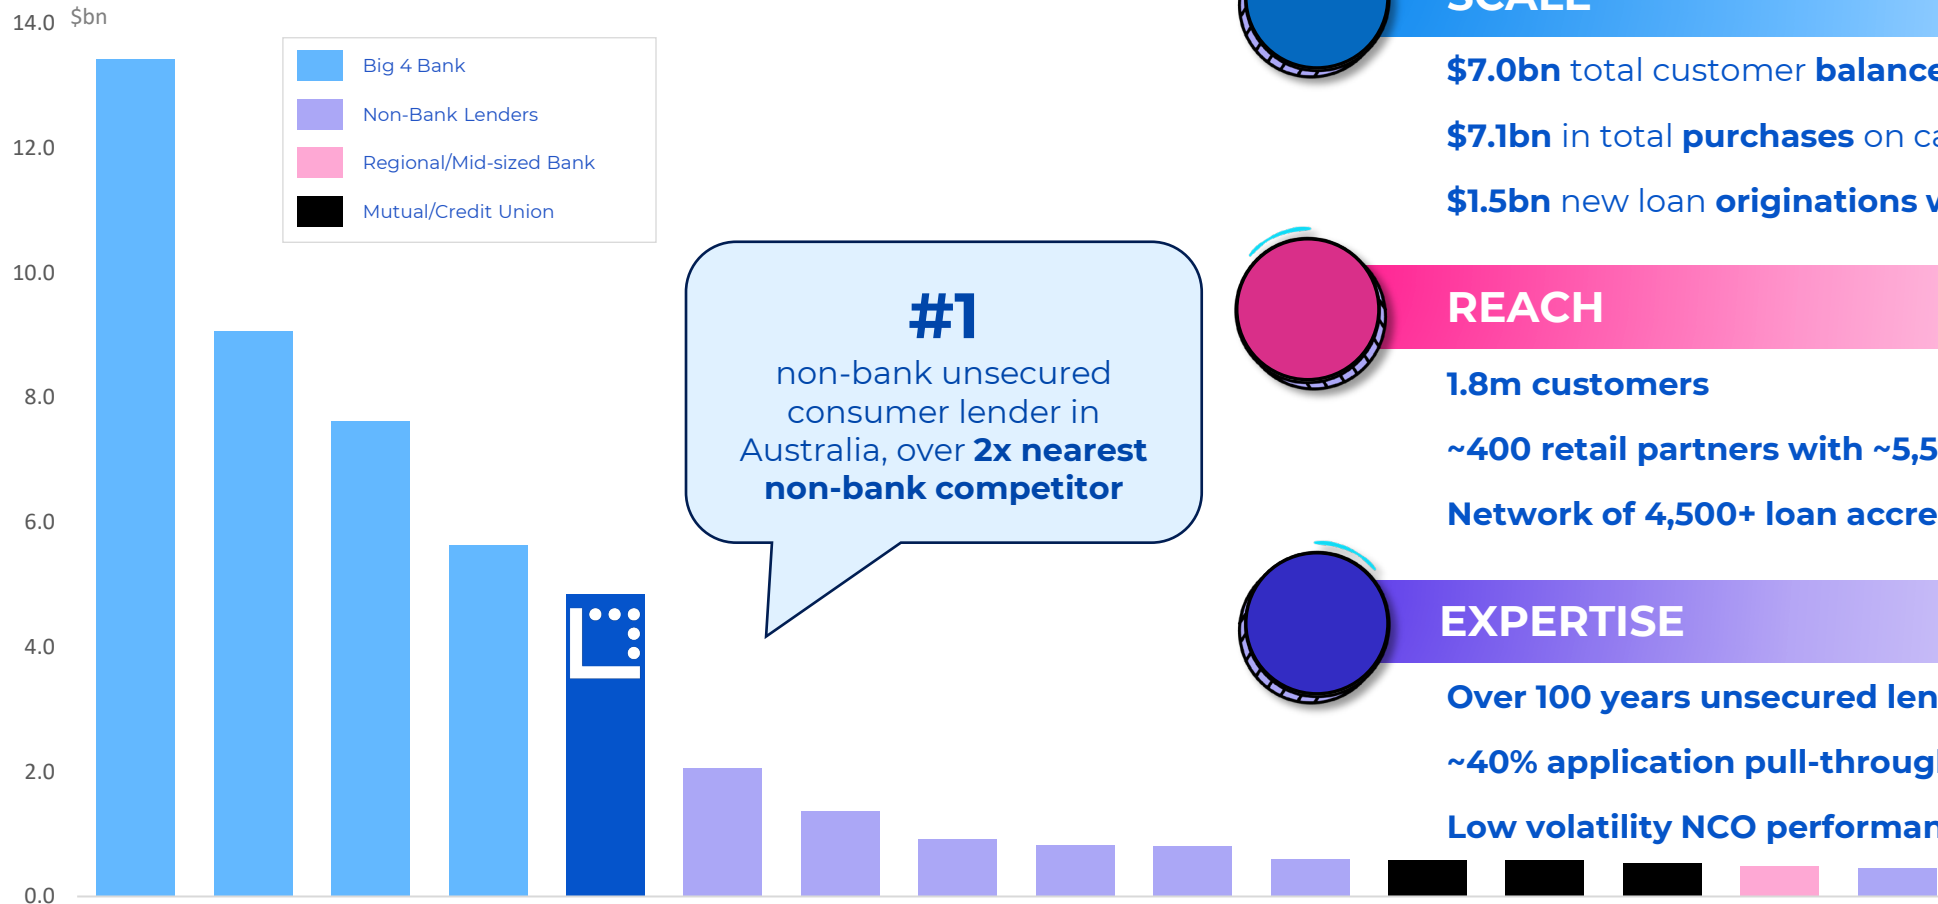 $bn
14.0
12.0
10.0
8.0
6.0
4.0
2.0
0.0
Big 4 Bank
Non-Bank Lenders
Regional/Mid-sized Bank
Mutual/Credit Union
#1
non-bank unsecured
consumer lender in
Australia, over 2x nearest
non-bank competitor
SCALE
$7.0bn total customer balance
$7.1bn in total purchases on
$1.5bn new loan originations
REACH
1.8m customers
~400 retail partners with ~5,5
Network of 4,500+ loan
EXPERTISE
Over 100 years unsecured
~40% application
Low volatility NCO